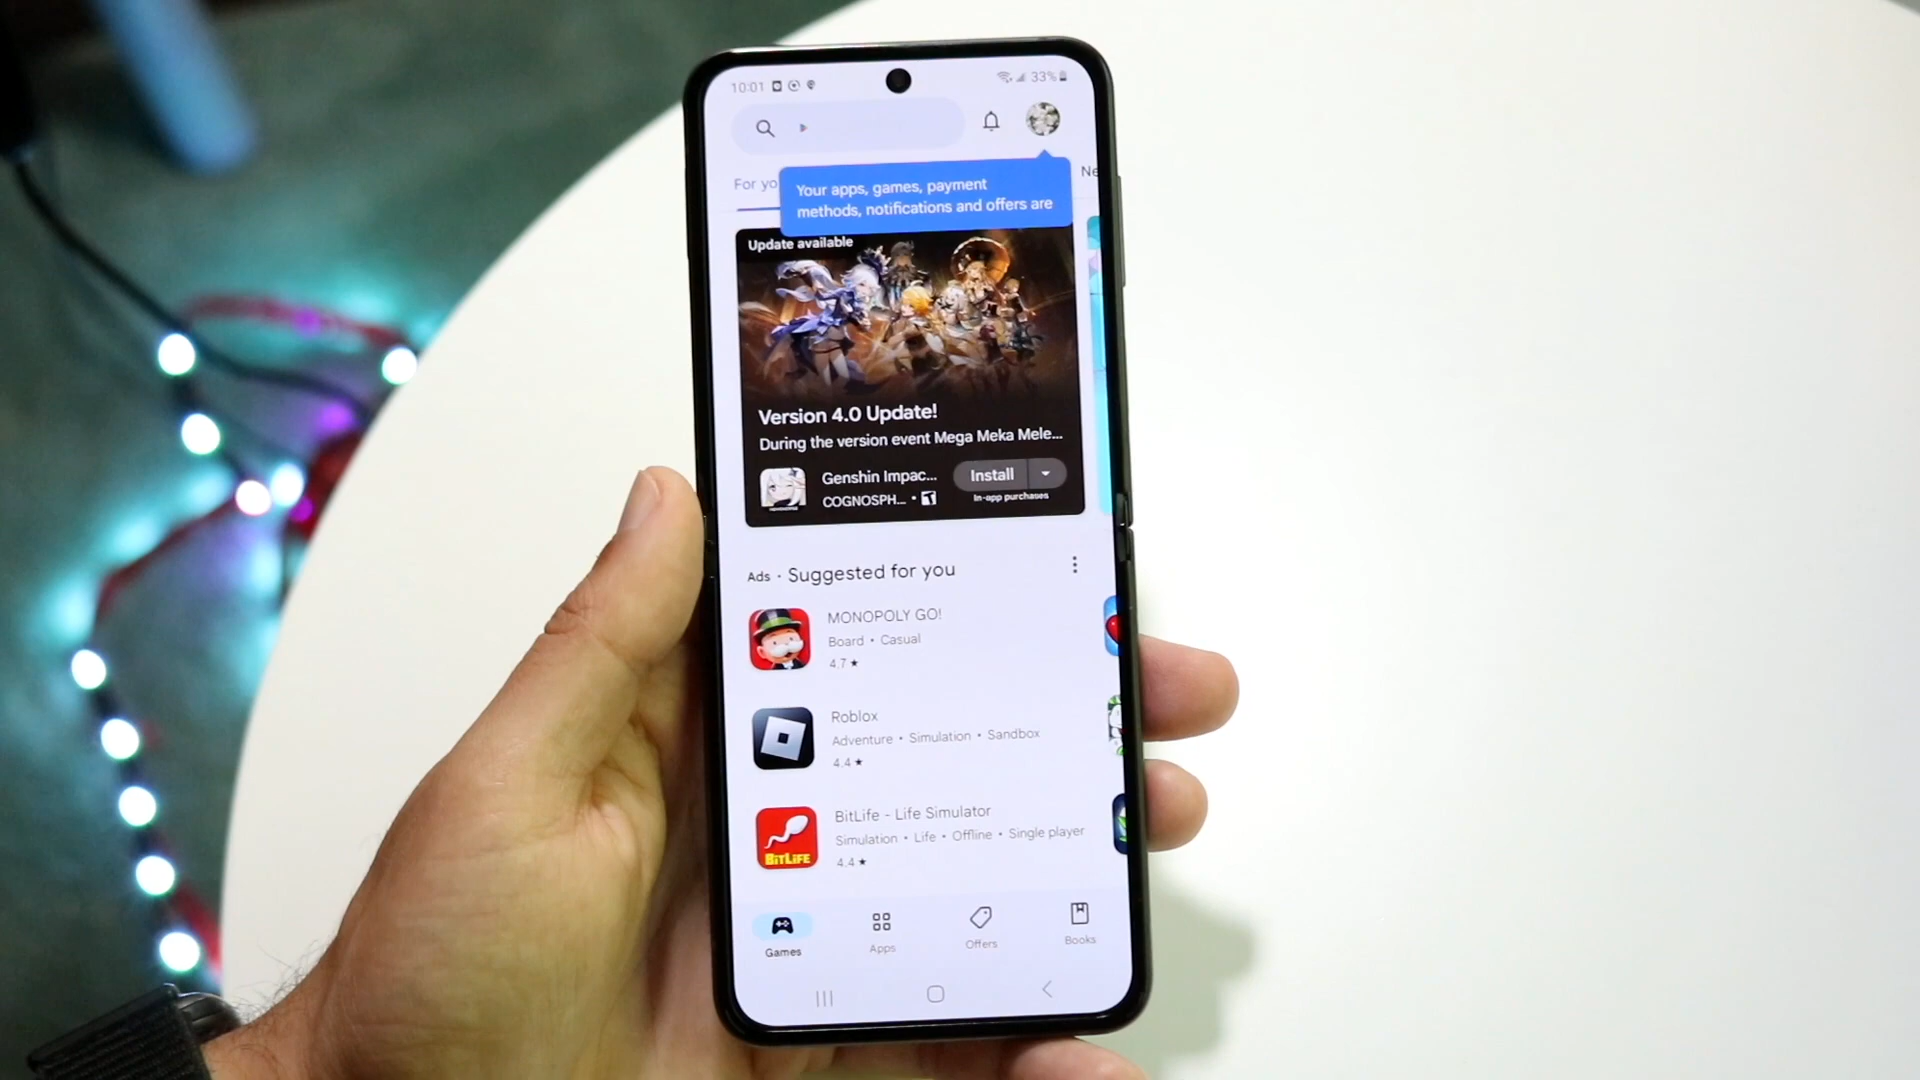 10:01
33%
For yo
Ne
Your apps, games, payment
methods, notifications and offers are
Update available
Version 4.0 Update!
During the version event Mega Meka Mele...
Genshin Impac...
Install
COGNOSPH... • T
In-app purchases
Ads • Suggested for you
MONOPOLY GO!
Board • Casual
4.7 ★
Roblox
Adventure • Simulation • Sandbox
4.4 ★
BitLife - Life Simulator
Simulation • Life • Offline • Single player
BITLIFE
4.4 ★
Games
Apps
Offers
Books